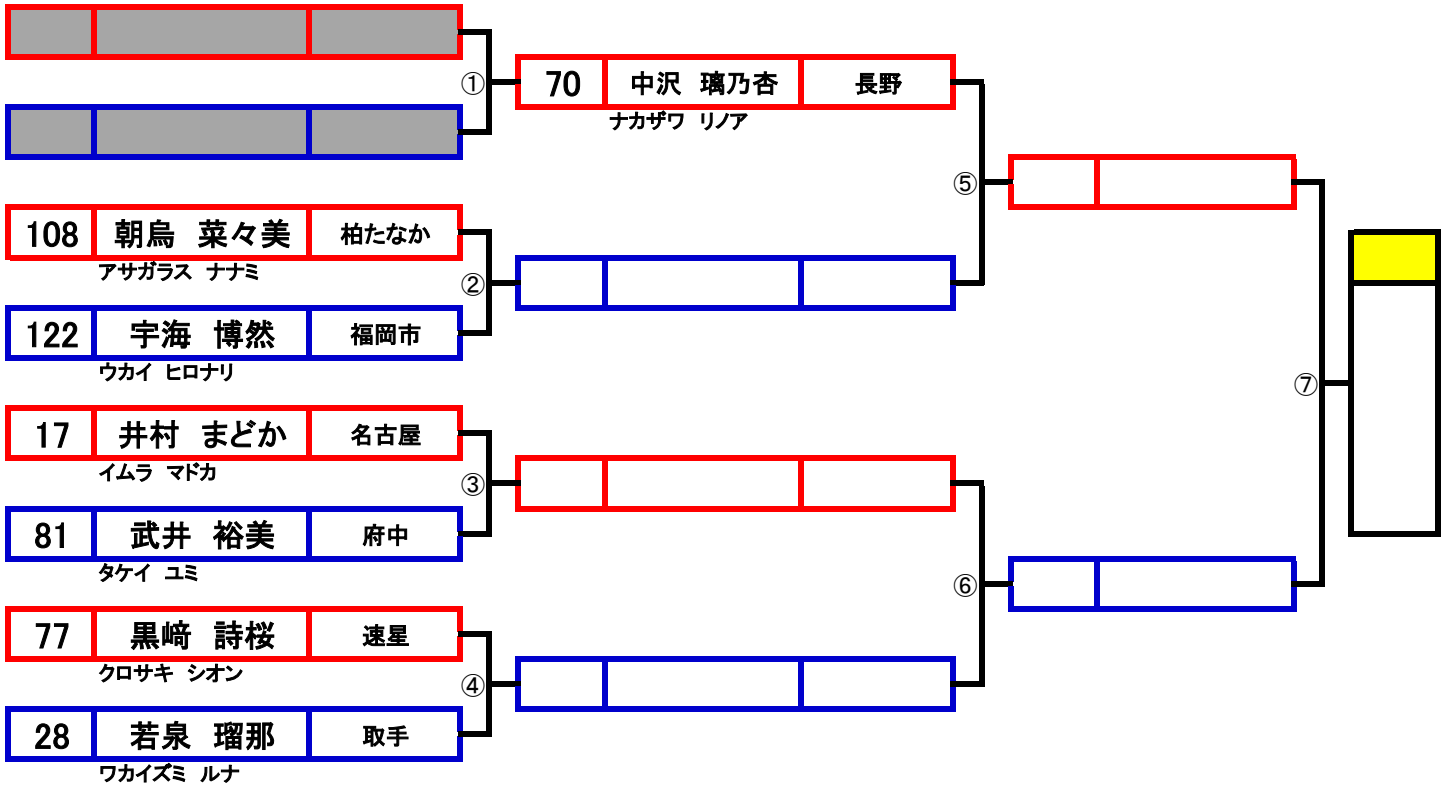 ①
70 中沢 璃乃杏 長野
ナカザワ リノア
⑤
108 朝烏 菜々美 柏たなか
アサガラス ナナミ
②
122 宇海 博然 福岡市
ウカイ ヒロナリ
⑦
17 井村 まどか 名古屋
イムラ マドカ
③
81 武井 裕美 府中
タケイ ユミ
⑥
77 黒﨑 詩桜 速星
クロサキ シオン
④
28 若泉 瑠那 取手
ワカイズミ ルナ